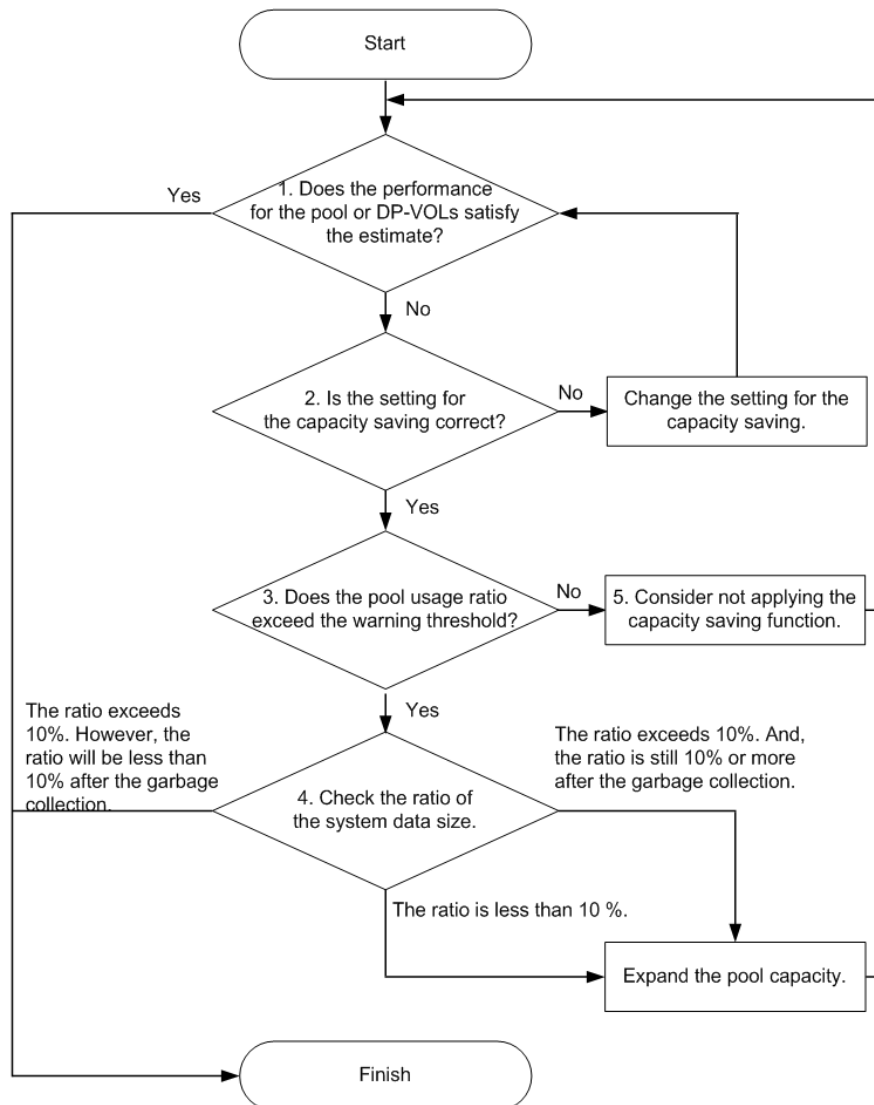 Start
Yes
1. Does the performance
for the pool or DP-VOLs satisfy
the estimate?
No
2. Is the setting for
the capacity saving correct?
No
Change the setting for the
capacity saving.
Yes
3. Does the pool usage ratio
exceed the warning threshold?
No
5. Consider not applying the
capacity saving function.
Yes
The ratio exceeds
10%. However, the
ratio will be less than
10% after the garbage
collection.
The ratio exceeds 10%. And,
the ratio is still 10% or more
after the garbage collection.
4. Check the ratio of
the system data size.
The ratio is less than 10 %.
Expand the pool capacity.
Finish